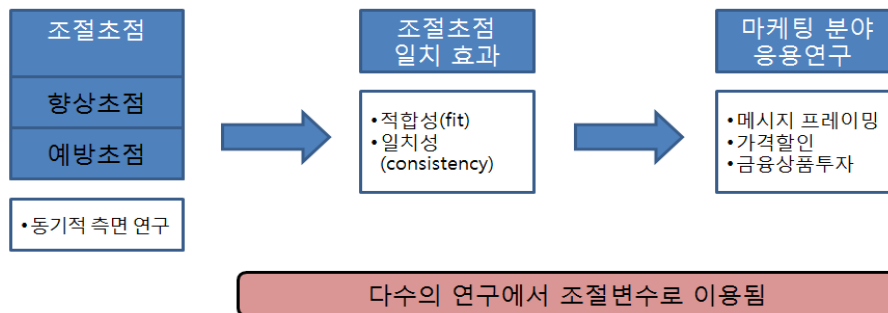 조절초점
향상초점
예방초점
•동기적 측면 연구
조절초점
일치 효과
•적합성(fit)
•일치성
(consistency)
마케팅 분야
응용연구
•메시지 프레이밍
•가격할인
•금융상품투자
다수의 연구에서 조절변수로 이용됨